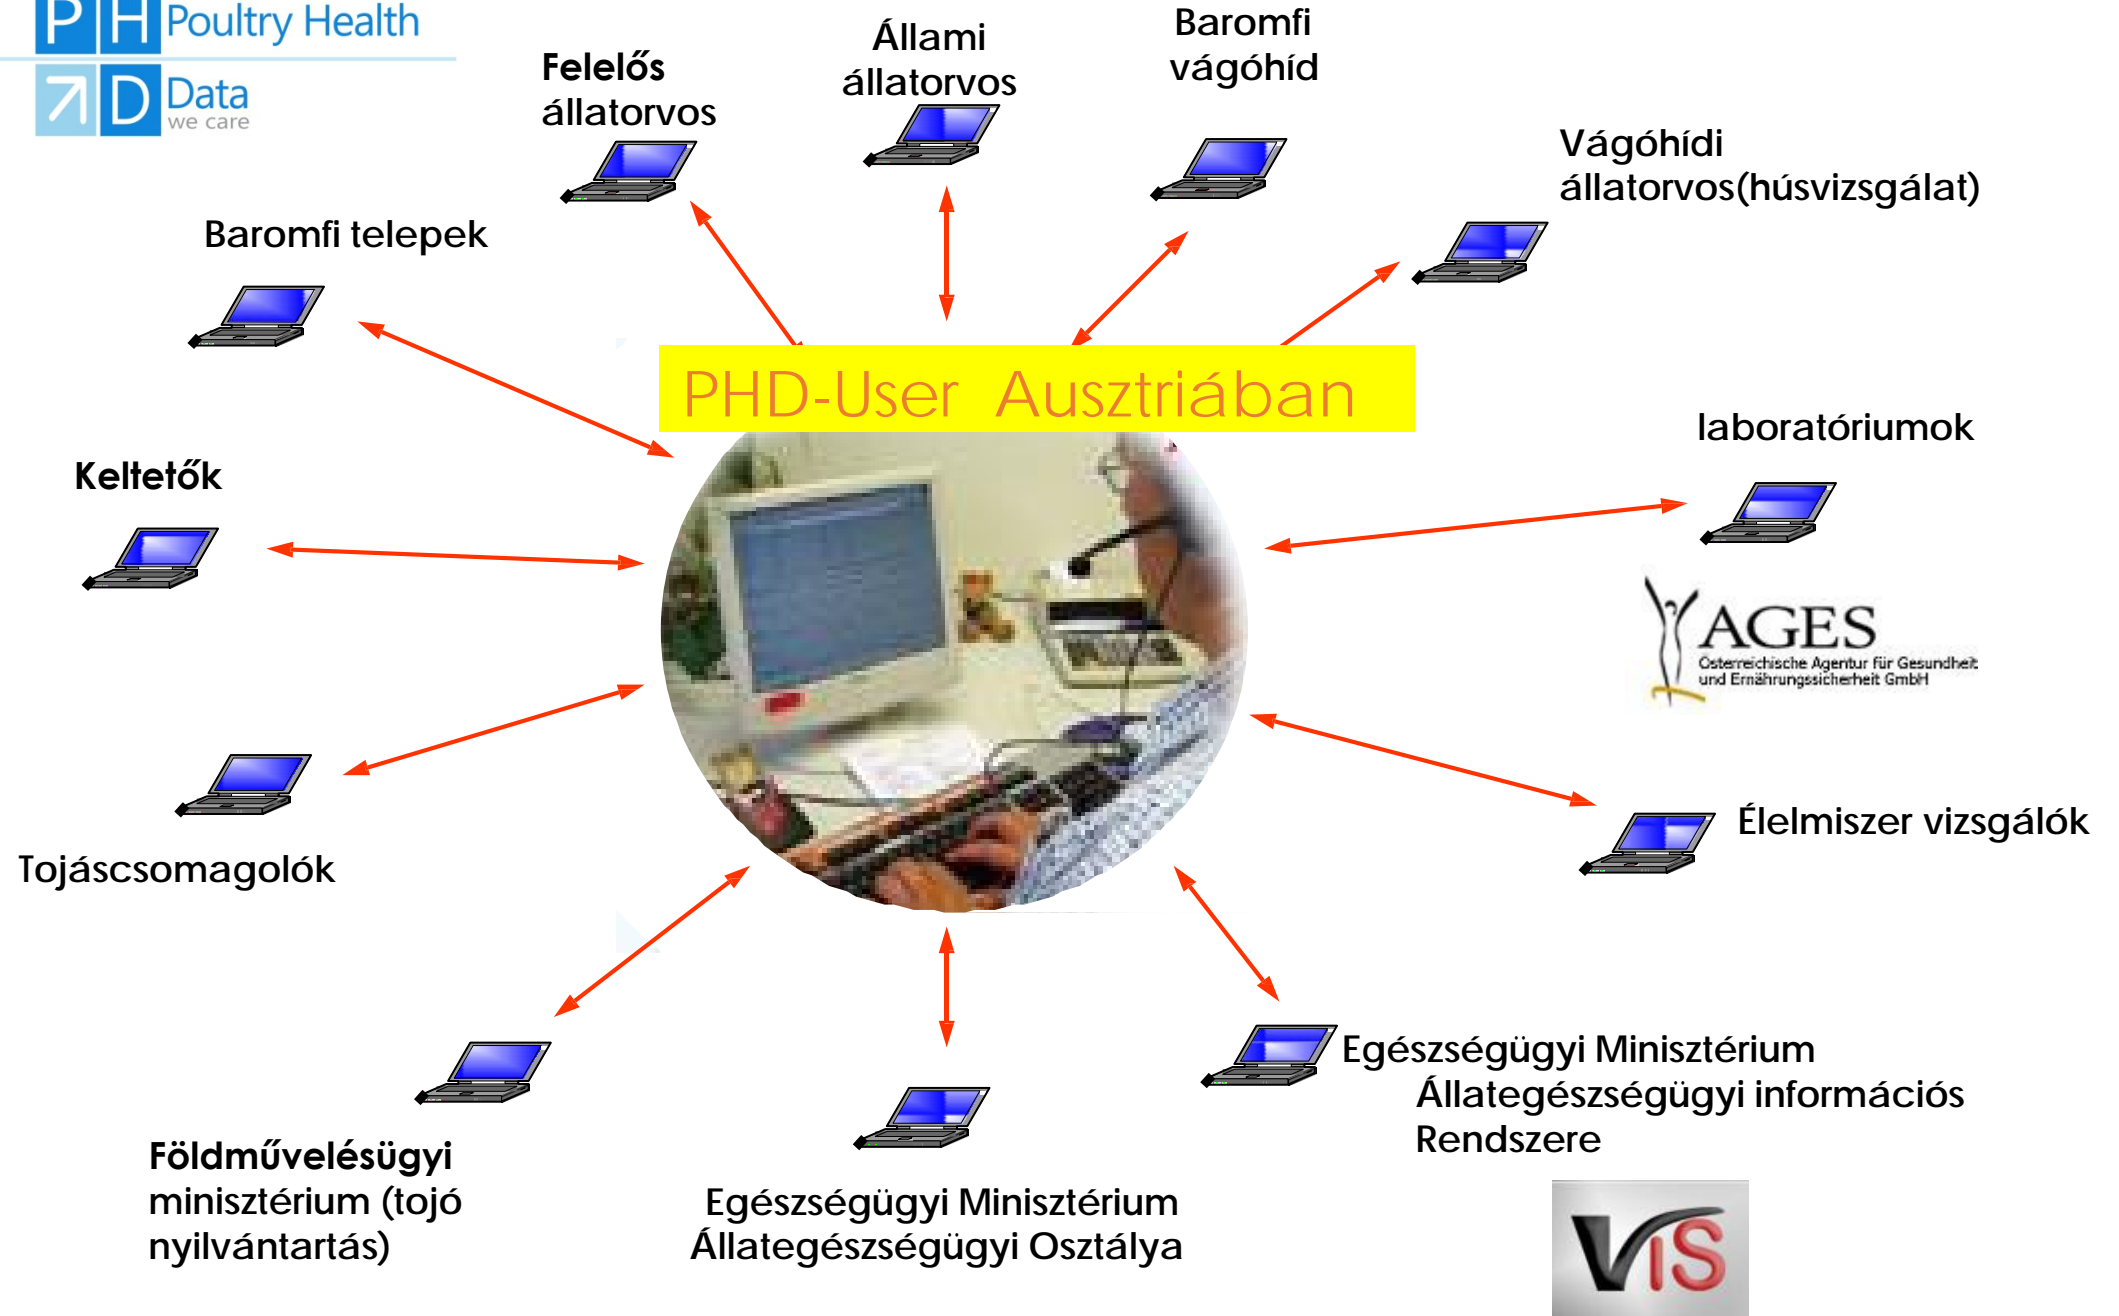 PH Poultry Health
D Data
we care
Felelős
állatorvos
Állami
állatorvos
Baromfi
vágóhíd
Vágóhídi
állatorvos(húsvizsgálat)
Baromfi telepek
PHD-User Ausztriában
laboratóriumok
Keltetők
AGES
Österreichische Agentur für Gesundheit
und Ernährungssicherheit GmbH
Élelmiszer vizsgálók
Tojáscsomagolók
Egészségügyi Minisztérium
Állategészségügyi információs
Rendszere
Földművelésügyi
minisztérium (tojó
nyilvántartás)
Egészségügyi Minisztérium
Állategészségügyi Osztálya
VIS